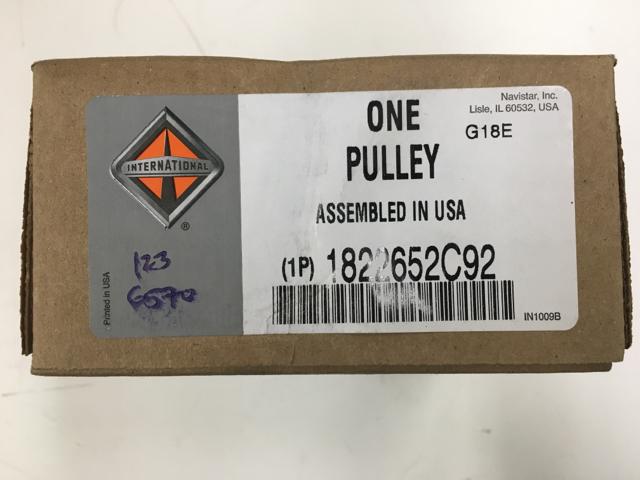 Navistar, Inc.
Lisle, IL 60532, USA
ONE
G18E
PULLEY
INTERNATIONAL
®
ASSEMBLED IN USA
(1P) 1822652C92
123
6570
Printed in USA
IN1009B